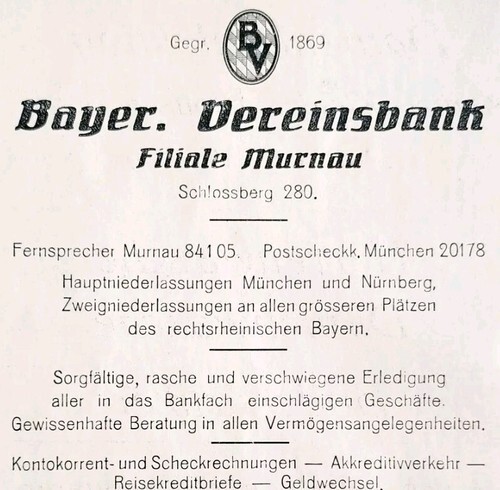 Gegr. BV 1869
Bayer. Vereinsbank
Filiale Murnau
Schlossberg 280.
Fernsprecher Murnau 84105. Postscheckk. München 20178
Hauptniederlassungen München und Nürnberg,
Zweigniederlassungen an allen grösseren Plätzen
des rechtsrheinischen Bayern.
Sorgfältige, rasche und verschwiegene Erledigung
aller in das Bankfach einschlägigen Geschäfte.
Gewissenhafte Beratung in allen Vermögensangelegenheiten.
Kontokorrent- und Scheckrechnungen — Akkreditivverkehr —
Reisekreditbriefe — Geldwechsel.